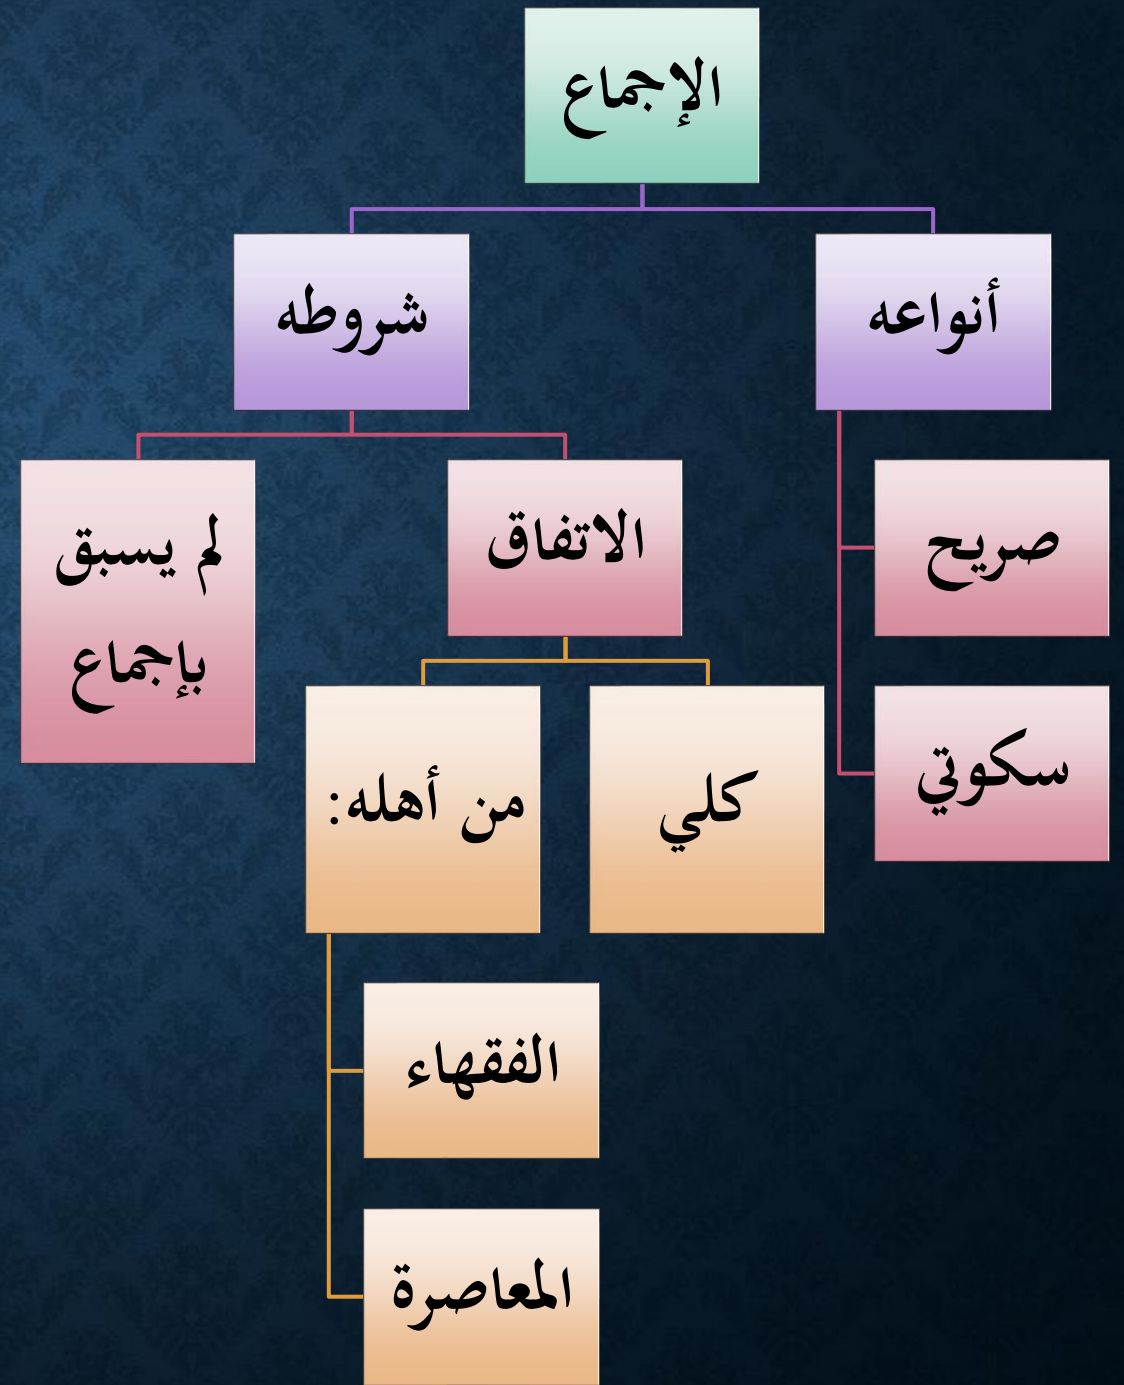 الإجماع
أنواعه
شروطه
صريح
سكوتي
الاتفاق
لم يسبق
بإجماع
كلي
من أهله:
الفقهاء
المعاصرة